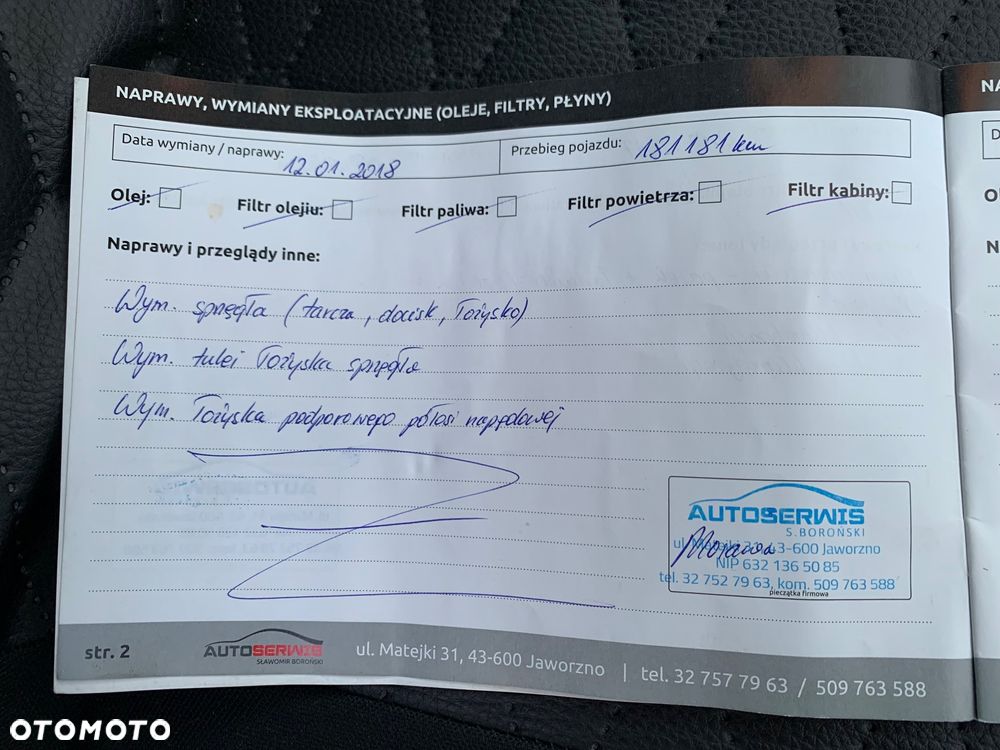 NAPRAWY, WYMIANY EKSPLOATACYJNE (OLEJE, FILTRY, PŁYNY)
Data wymiany / naprawy: 12.01.2018 Przebieg pojazdu: 181181 km
Olej: Filtr olejiu: Filtr paliwa: Filtr powietrza: Filtr kabiny:
Naprawy i przeglądy inne:
Wym. sprzęgła (tarcza, docisk, łożysko)
Wym. tulei łożyska sprzęgła
Wym. łożyska podporowego półosi napędowej
AUTOSERWIS
S.BOROŃSKI
ul. Matejki 43-600 Jaworzno
NIP 632 136 50 85
tel. 32 752 79 63, kom. 509 763 588
pieczątka firmowa
str. 2 AUTOSERWIS ul. Matejki 31, 43-600 Jaworzno | tel. 32 757 79 63 / 509 763 588
SŁAWOMIR BOROŃSKI
OTOMOTO